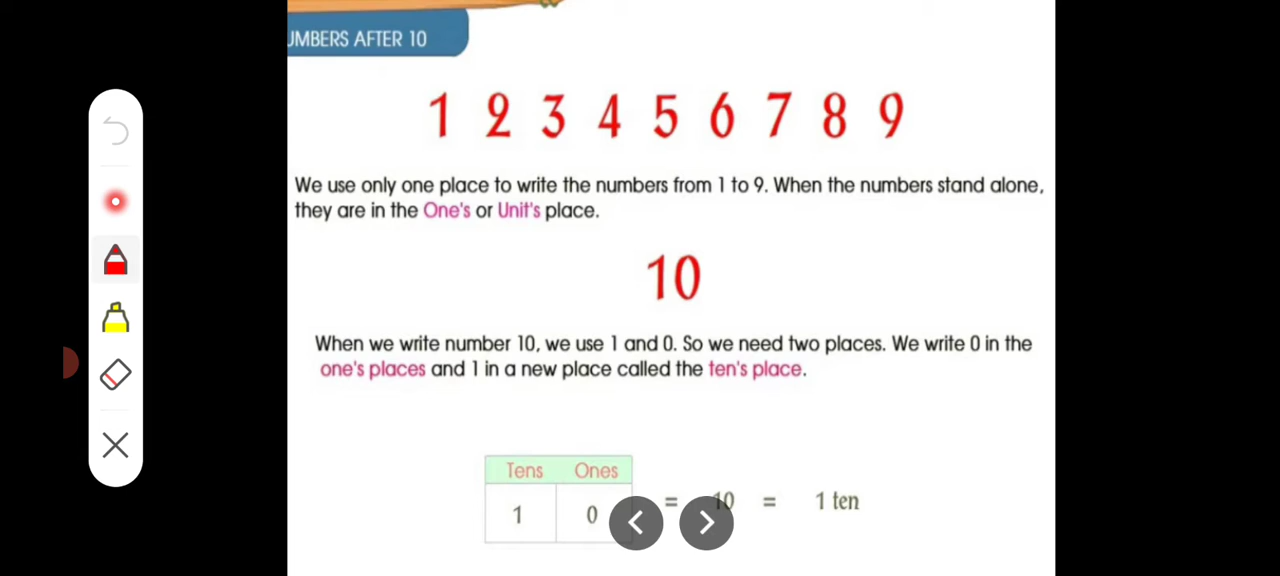 UMBERS AFTER 10
1 2 3 4 5 6 7 8 9
We use only one place to write the numbers from 1 to 9. When the numbers stand alone,
they are in the One's or Unit's place.
10
When we write number 10, we use 1 and 0. So we need two places. We write 0 in the
one's places and 1 in a new place called the ten's place.
Tens Ones
1 0 = 10 = 1 ten